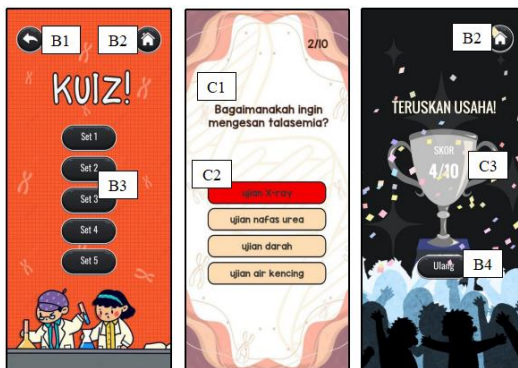 B1
B2
KUIZ!
Set 1
Set 2
B3
Set 3
Set 4
Set 5
2/10
C1
Bagaimanakah ingin
mengesan talasemia?
C2
ujian X-ray
ujian nafas urea
ujian darah
ujian air kencing
B2
TERUSKAN USAHA!
SKOR
4/10
C3
Ulang
B4